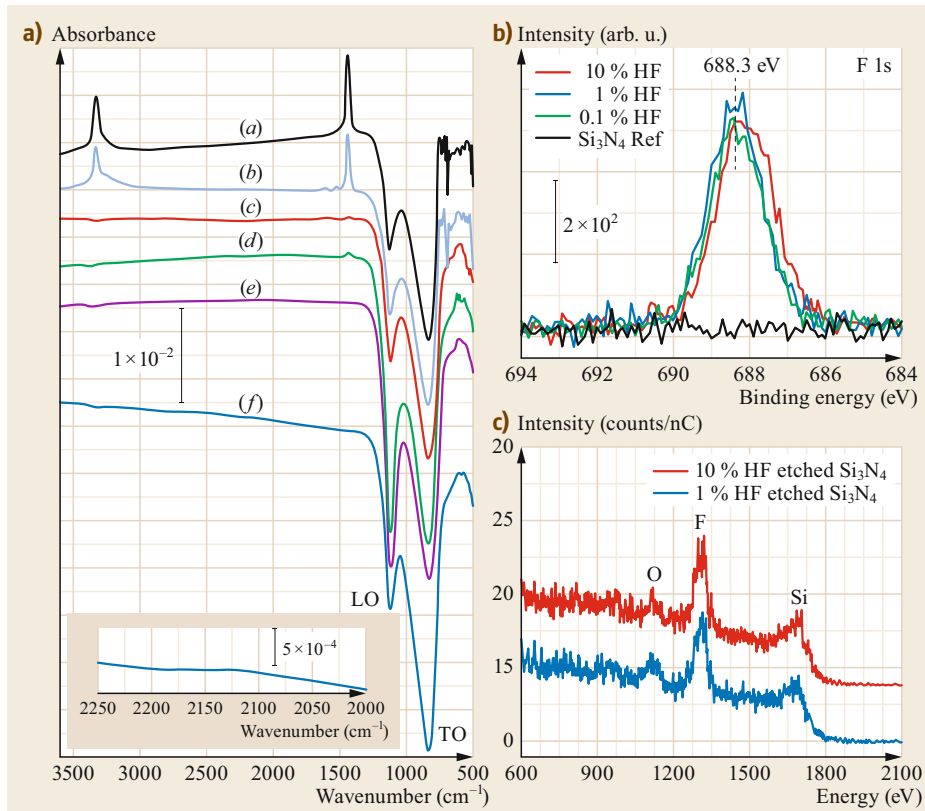 a) Absorbance
(a)
(b)
(c)
(d)
(e)
1 × 10⁻²
(f)
LO
TO
5 × 10⁻⁴
2250 2200 2150 2100 2050 2000
Wavenumber (cm⁻¹)
3500 3000 2500 2000 1500 1000 500
Wavenumber (cm⁻¹)
b) Intensity (arb. u.)
688.3 eV
F 1s
10 % HF
1 % HF
0.1 % HF
Si₃N₄ Ref
2 × 10²
694 692 690 688 686 684
Binding energy (eV)
c) Intensity (counts/nC)
20
25
20
15
0
10 % HF etched Si₃N₄
1 % HF etched Si₃N₄
F
O
Si
600 900 1200 1500 1800 2100
Energy (eV)